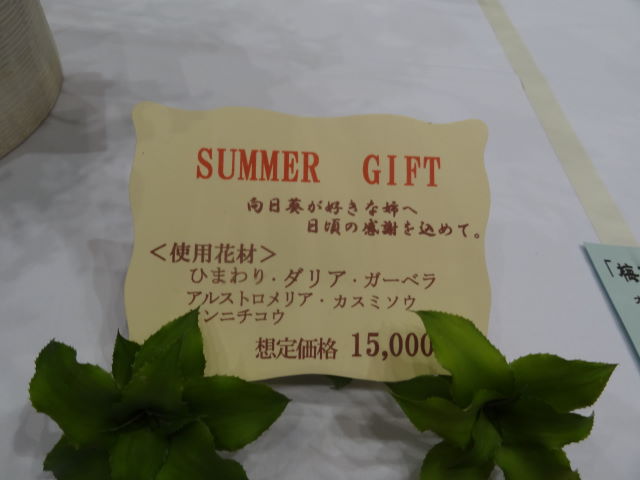 SUMMER GIFT
向日葵が好きな姉へ
日頃の感謝を込めて。
＜使用花材＞
ひまわり・ダリア・ガーベラ
アルストロメリア・カスミソウ
ンニチコウ
想定価格 15,000